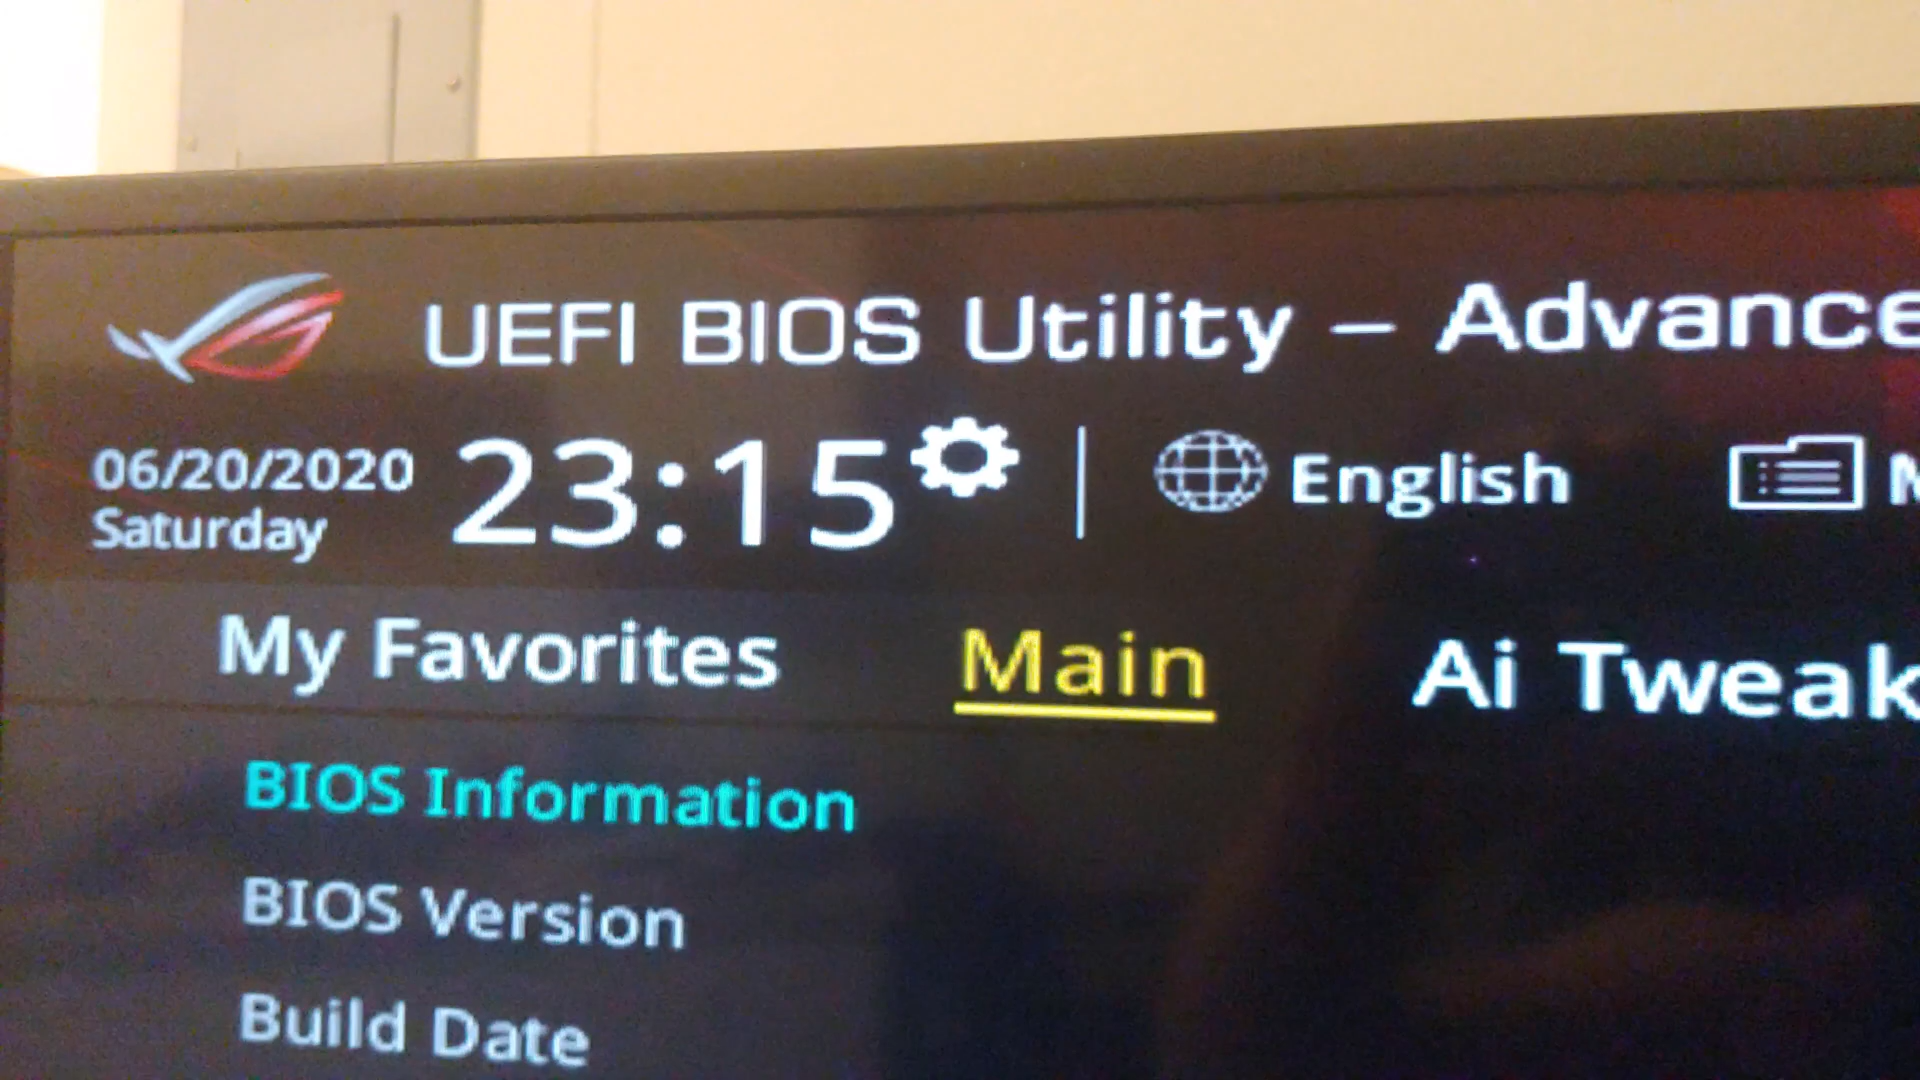 UEFI BIOS Utility – Advance
06/20/2020
Saturday
23:15
English
My Favorites Main Ai Tweak
BIOS Information
BIOS Version
Build Date